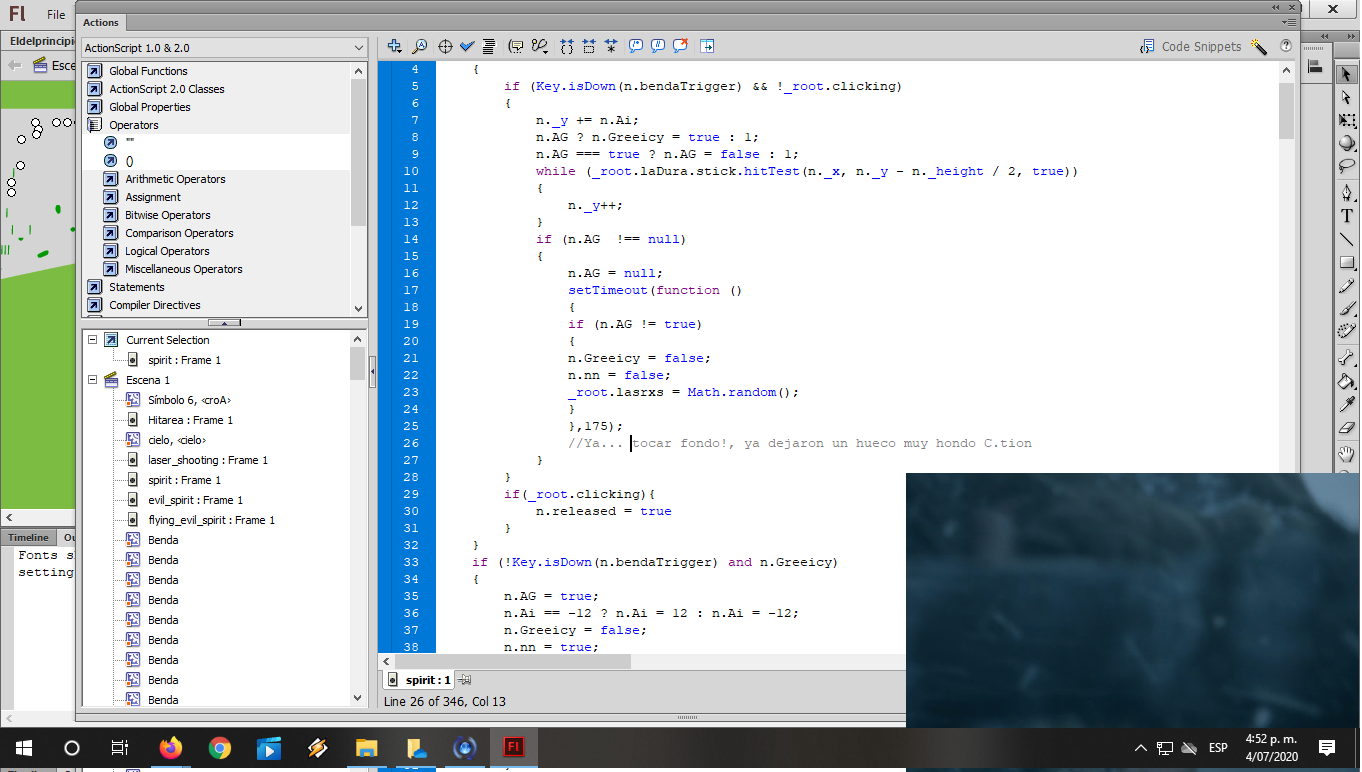 Fl File
Actions
Eldelprincipi
Esce
ActionScript 1.0 & 2.0
Global Functions
ActionScript 2.0 Classes
Global Properties
Operators
""
()
Arithmetic Operators
Assignment
Bitwise Operators
Comparison Operators
Logical Operators
Miscellaneous Operators
Statements
Compiler Directives
Current Selection
spirit : Frame 1
Escena 1
Símbolo 6, <croA>
Hitarea : Frame 1
cielo, <cielo>
laser_shooting : Frame 1
spirit : Frame 1
evil_spirit : Frame 1
flying_evil_spirit : Frame 1
Benda
Benda
Benda
Benda
Benda
Benda
Benda
Benda
Benda
Timeline Ou
Fonts s
setting
Code Snippets
4 {
5 if (Key.isDown(n.bendaTrigger) && !_root.clicking)
6 {
7 n._y += n.Ai;
8 n.AG ? n.Greeicy = true : 1;
9 n.AG === true ? n.AG = false : 1;
10 while (_root.laDura.stick.hitTest(n._x, n._y - n._height / 2, true))
11 {
12 n._y++;
13 }
14 if (n.AG  !== null)
15 {
16 n.AG = null;
17 setTimeout(function ()
18 {
19 if (n.AG != true)
20 {
21 n.Greeicy = false;
22 n.nn = false;
23 _root.lasrxs = Math.random();
24 }
25 },175);
26 //Ya... tocar fondo!, ya dejaron un hueco muy hondo C.tion
27 }
28 }
29 if(_root.clicking){
30 n.released = true
31 }
32 }
33 if (!Key.isDown(n.bendaTrigger) and n.Greeicy)
34 {
35 n.AG = true;
36 n.Ai == -12 ? n.Ai = 12 : n.Ai = -12;
37 n.Greeicy = false;
38 n.nn = true;
spirit : 1
Line 26 of 346, Col 13
Fl
ESP
4:52 p. m.
4/07/2020